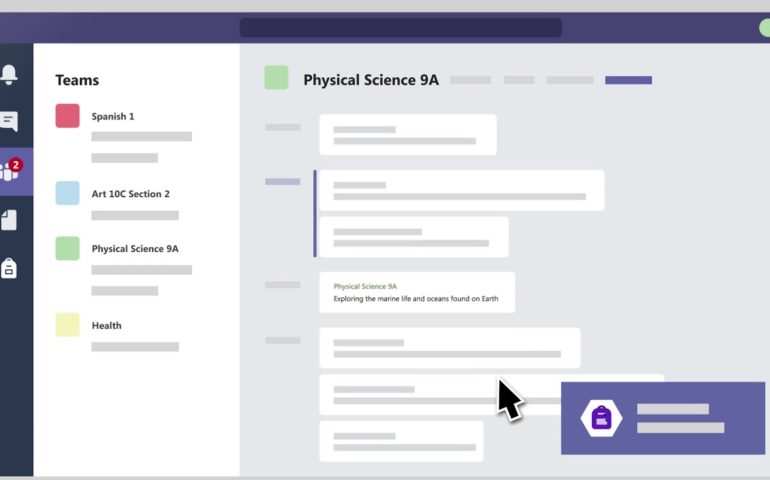 Teams
Spanish 1
Art 10C Section 2
Physical Science 9A
Health
2
Physical Science 9A
Physical Science 9A
Exploring the marine life and oceans found on Earth